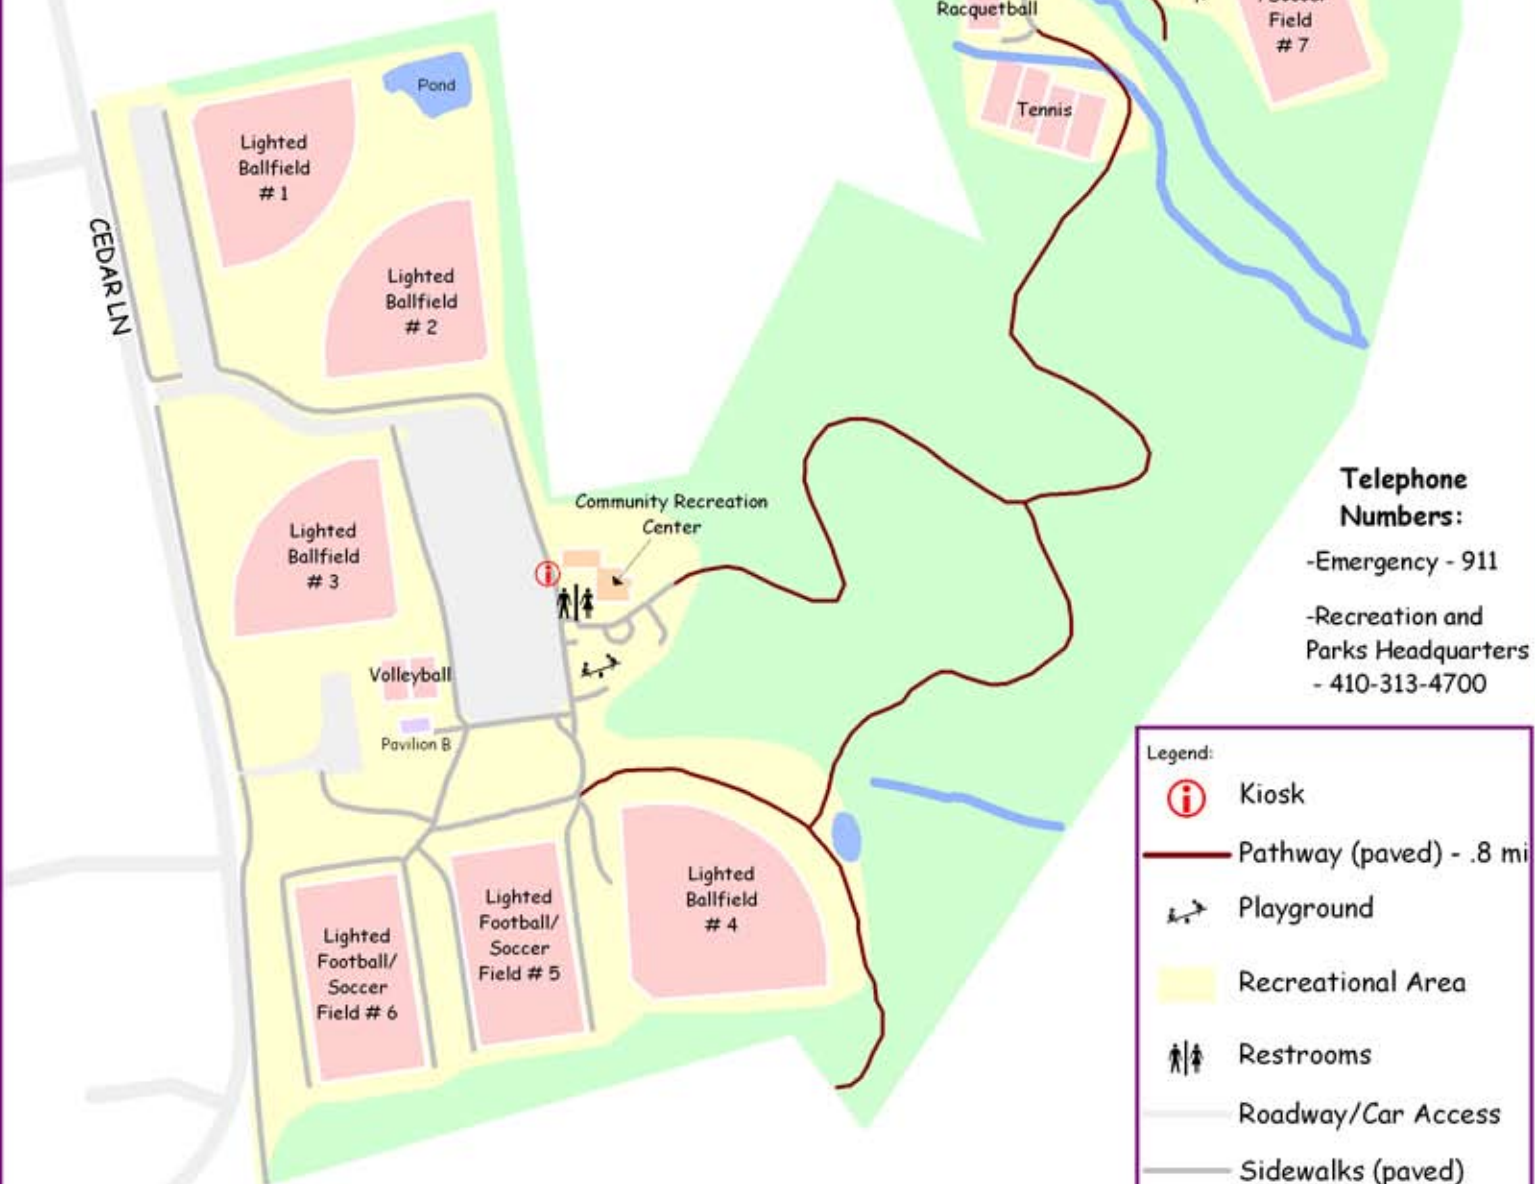 Racquetball
Field
# 7
Pond
Tennis
Lighted
Ballfield
# 1
CEDAR LN
Lighted
Ballfield
# 2
Telephone
Numbers:
-Emergency - 911
-Recreation and
Parks Headquarters
- 410-313-4700
Community Recreation
Center
Lighted
Ballfield
# 3
Volleyball
Pavilion B
Lighted
Ballfield
# 4
Lighted
Football/
Soccer
Field # 5
Lighted
Football/
Soccer
Field # 6
Legend:
Kiosk
Pathway (paved) - .8 mi
Playground
Recreational Area
Restrooms
Roadway/Car Access
Sidewalks (paved)